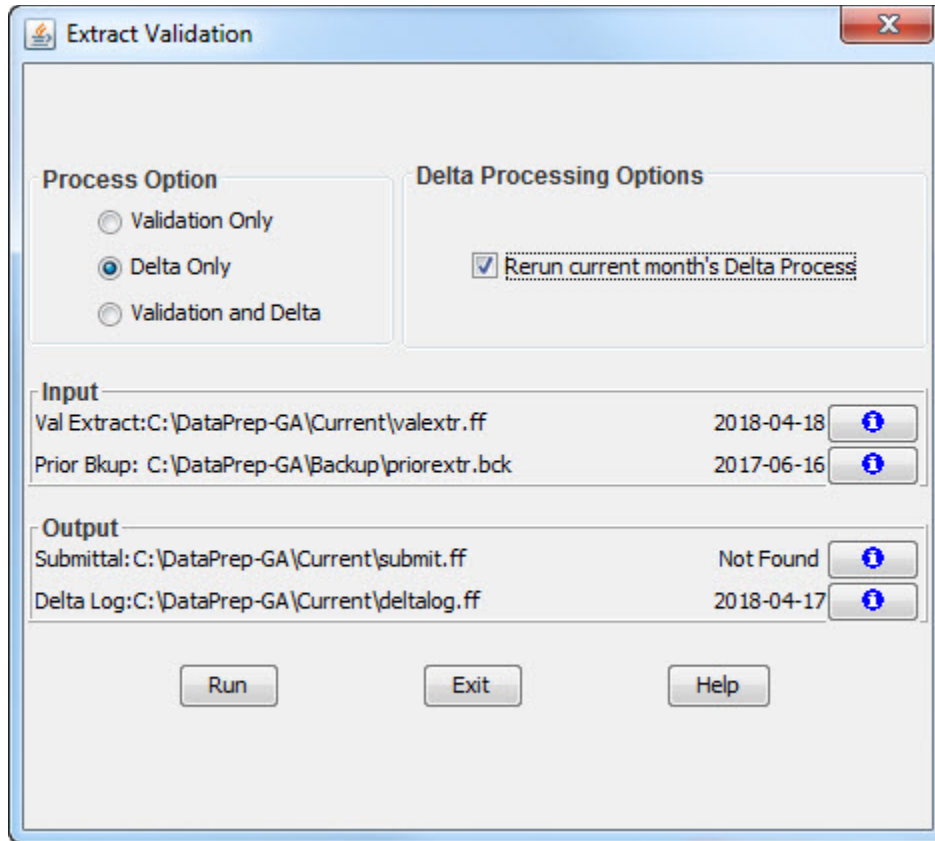 Extract Validation
Process Option
Validation Only
Delta Only
Validation and Delta
Delta Processing Options
Rerun current month's Delta Process
Input
Val Extract:C:\DataPrep-GA\Current\valextr.ff 2018-04-18
Prior Bkup: C:\DataPrep-GA\Backup\priorextr.bck 2017-06-16
Output
Submittal:C:\DataPrep-GA\Current\submit.ff Not Found
Delta Log:C:\DataPrep-GA\Current\deltalog.ff 2018-04-17
Run Exit Help